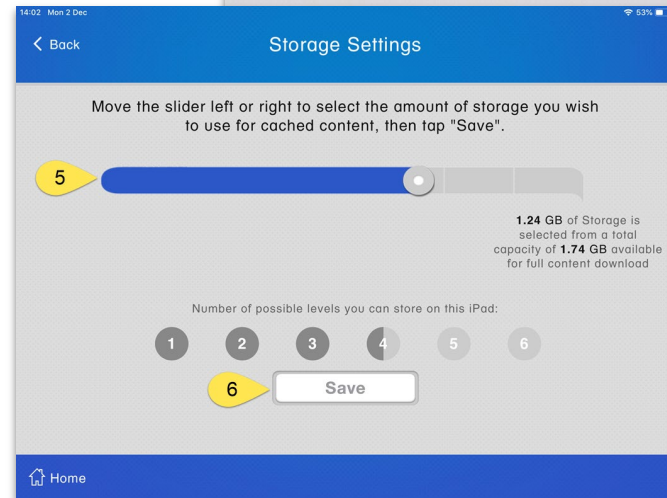 14:02 Mon 2 Dec
53%
Back
Storage Settings
Move the slider left or right to select the amount of storage you wish
to use for cached content, then tap "Save".
5
1.24 GB of Storage is
selected from a total
capacity of 1.74 GB available
for full content download
Number of possible levels you can store on this iPad:
1 2 3 4 5 6
6
Save
Home